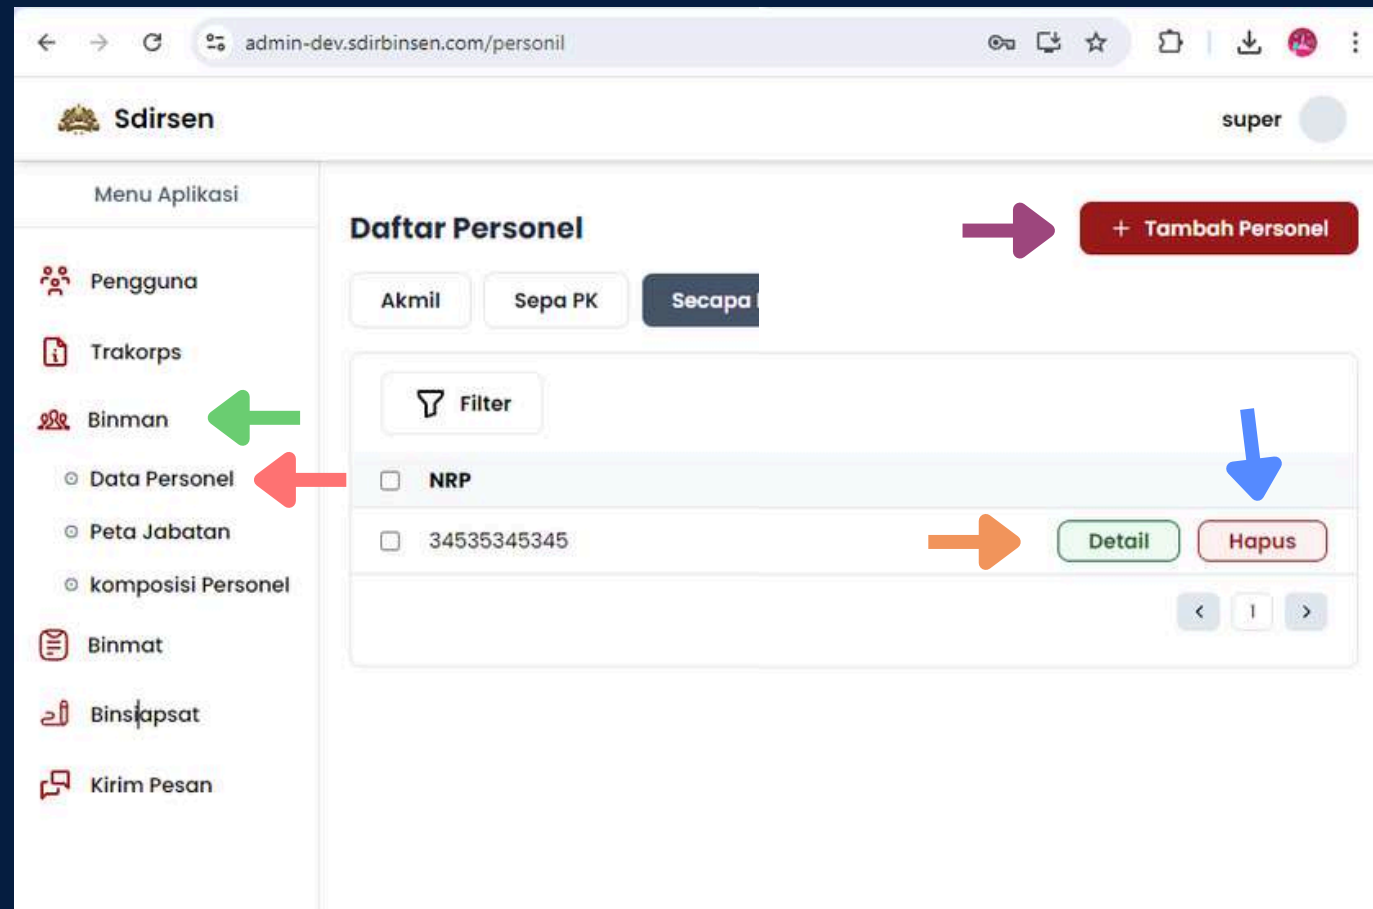 admin-dev.sdirbinsen.com/personil
Sdirsen
super
Menu Aplikasi
Daftar Personel
+ Tambah Personel
Pengguna
Akmil
Sepa PK
Secapa
Trakorps
Filter
Binman
Data Personel
NRP
Peta Jabatan
34535345345
Detail
Hapus
komposisi Personel
1
Binmat
Binsiapsat
Kirim Pesan